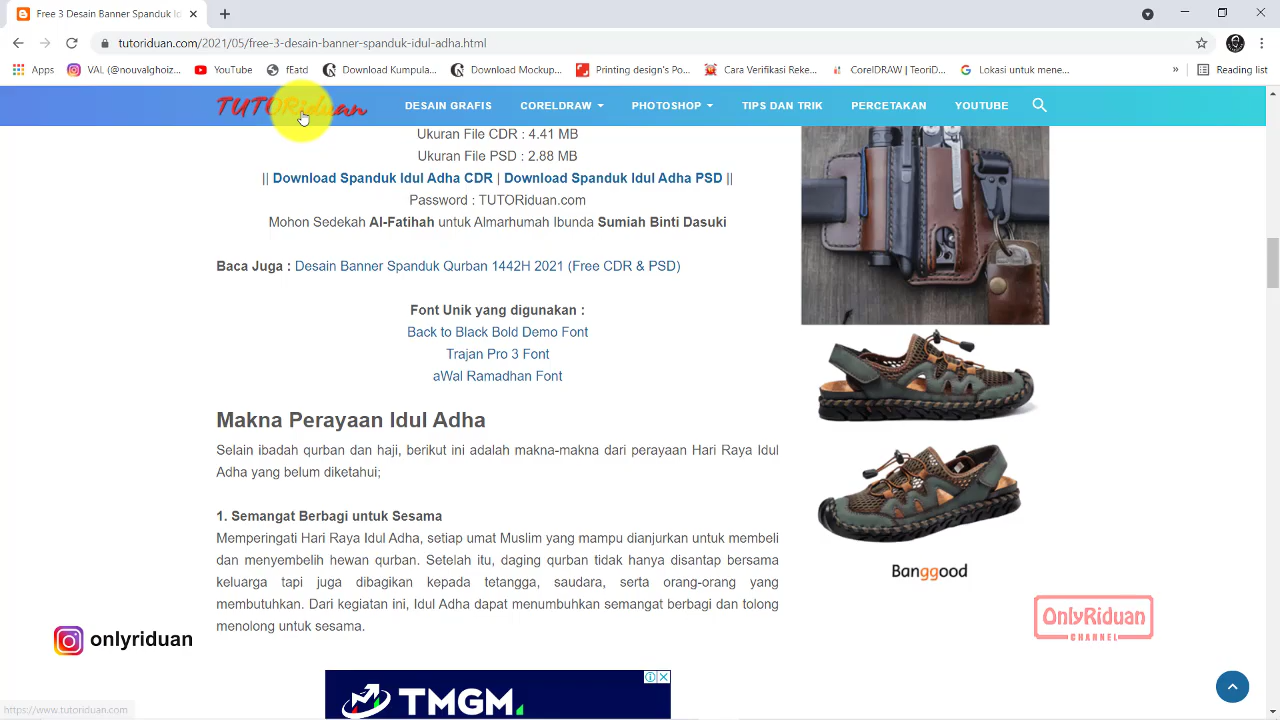 Free 3 Desain Banner Spanduk Id
tutoriduan.com/2021/05/free-3-desain-banner-spanduk-idul-adha.html
Apps
VAL (@nouvalghoiz...
YouTube
fEatd
Download Kumpula...
Download Mockup...
Printing design's Po...
Cara Verifikasi Reke...
CorelDRAW | TeoriD...
Lokasi untuk mene...
»
Reading list
TUTORiduan
DESAIN GRAFIS
CORELDRAW
PHOTOSHOP
TIPS DAN TRIK
PERCETAKAN
YOUTUBE
Ukuran File CDR : 4.41 MB
Ukuran File PSD : 2.88 MB
|| Download Spanduk Idul Adha CDR | Download Spanduk Idul Adha PSD ||
Password : TUTORiduan.com
Mohon Sedekah Al-Fatihah untuk Almarhumah Ibunda Sumiah Binti Dasuki
Baca Juga : Desain Banner Spanduk Qurban 1442H 2021 (Free CDR & PSD)
Font Unik yang digunakan :
Back to Black Bold Demo Font
Trajan Pro 3 Font
aWal Ramadhan Font
Makna Perayaan Idul Adha
Selain ibadah qurban dan haji, berikut ini adalah makna-makna dari perayaan Hari Raya Idul
Adha yang belum diketahui;
1. Semangat Berbagi untuk Sesama
Memperingati Hari Raya Idul Adha, setiap umat Muslim yang mampu dianjurkan untuk membeli
dan menyembelih hewan qurban. Setelah itu, daging qurban tidak hanya disantap bersama
keluarga tapi juga dibagikan kepada tetangga, saudara, serta orang-orang yang
membutuhkan. Dari kegiatan ini, Idul Adha dapat menumbuhkan semangat berbagi dan tolong
menolong untuk sesama.
Banggood
OnlyRiduan
CHANNEL
onlyriduan
TMGM.
https://www.tutoriduan.com